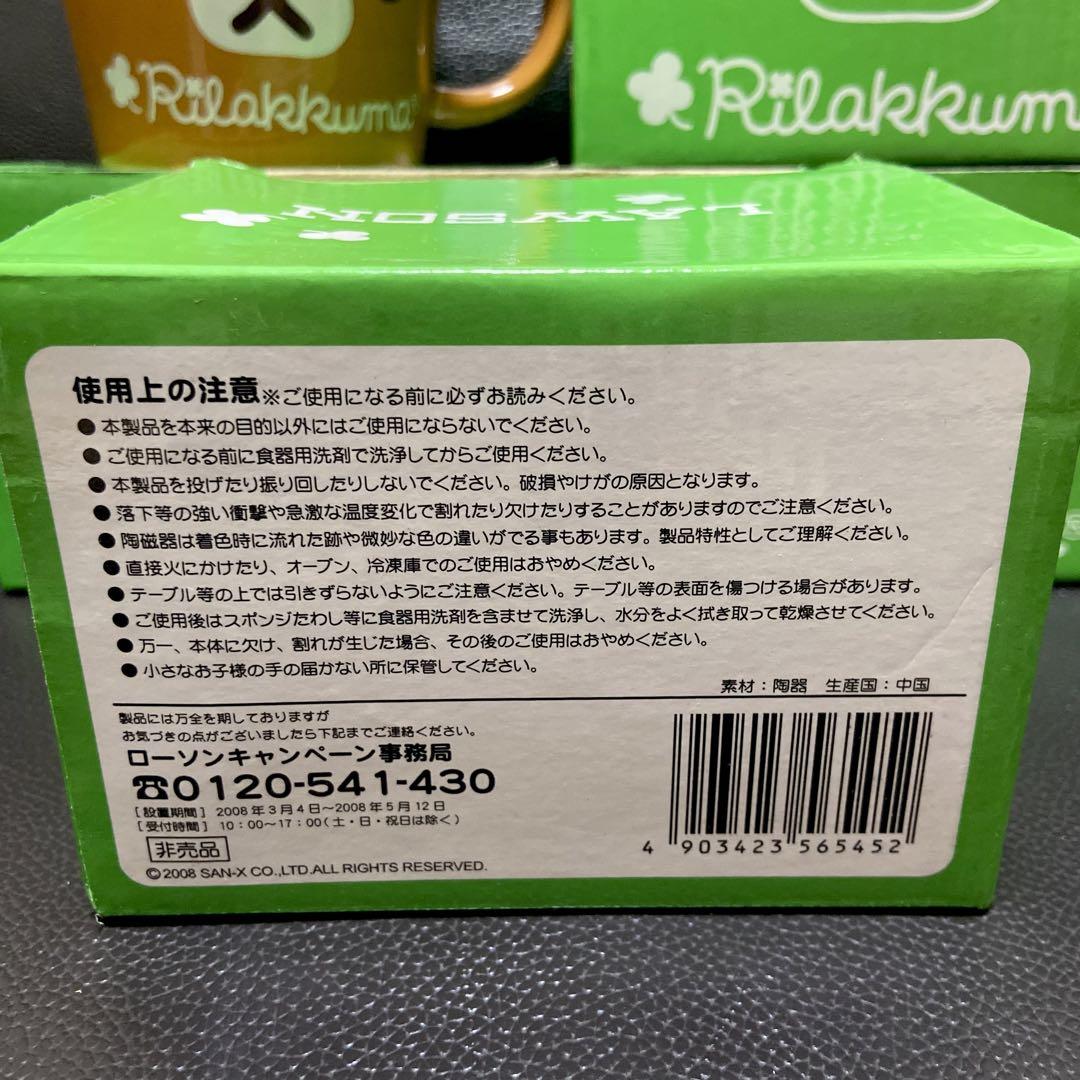 Rilakkuma
Rilakkuma
LAWSON
使用上の注意※ご使用になる前に必ずお読みください。
●本製品を本来の目的以外にはご使用にならないでください。
●ご使用になる前に食器用洗剤で洗浄してからご使用ください。
●本製品を投げたり振り回したりしないでください。破損やけがの原因となります。
●落下等の強い衝撃や急激な温度変化で割れたり欠けたりすることがありますのでご注意ください。
●陶磁器は着色時に流れた跡や微妙な色の違いがでる事もあります。製品特性としてご理解ください。
●直接火にかけたり、オーブン、冷凍庫でのご使用はおやめください。
●テーブル等の上では引きずらないようにご注意ください。テーブル等の表面を傷つける場合があります。
●ご使用後はスポンジたわし等に食器用洗剤を含ませて洗浄し、水分をよく拭き取って乾燥させてください。
●万一、本体に欠け、割れが生じた場合、その後のご使用はおやめください。
●小さなお子様の手の届かない所に保管してください。
素材：陶器 生産国：中国
製品には万全を期しておりますが
お気づきの点がございましたら下記までご連絡ください。
ローソンキャンペーン事務局
☎0120-541-430
［設置期間］ 2008年3月4日～2008年5月12日
［受付時間］ 10：00～17：00（土・日・祝日は除く）
非売品
©2008 SAN-X CO.,LTD.ALL RIGHTS RESERVED.
4 903423 565452